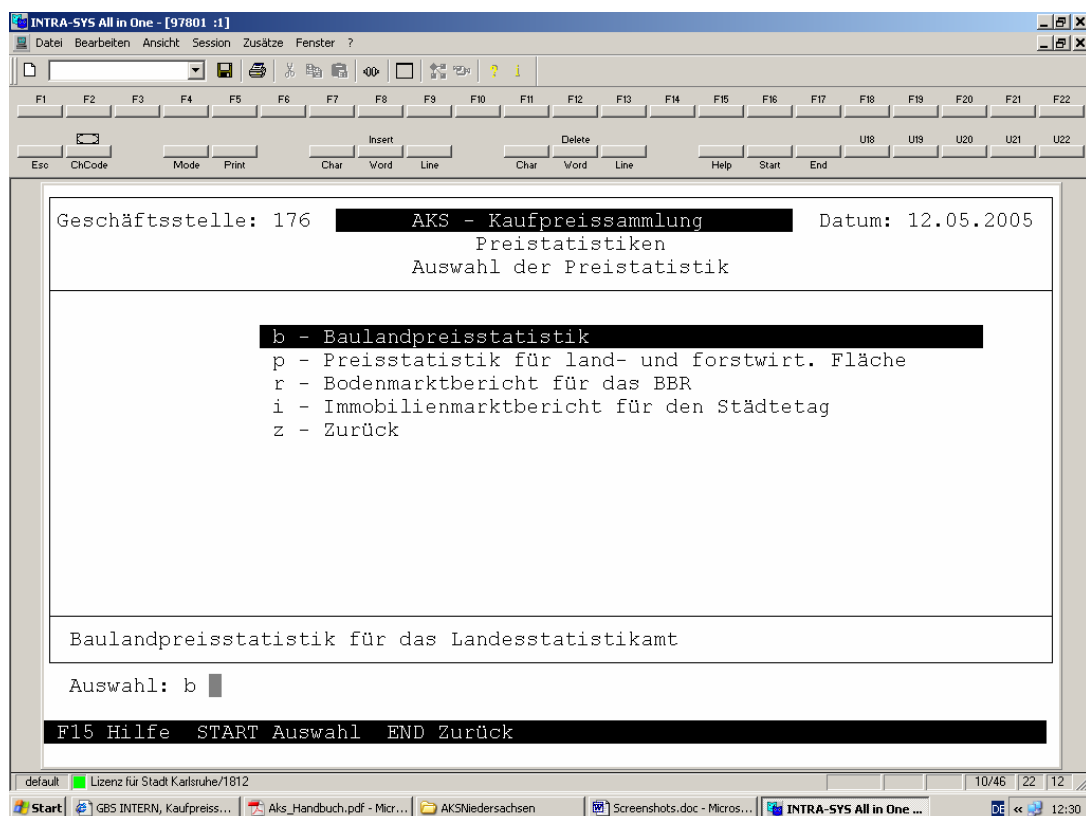 INTRA-SYS All in One - [97801 :1]
Datei Bearbeiten Ansicht Session Zusätze Fenster ?
F1 F2 F3 F4 F5 F6 F7 F8 F9 F10 F11 F12 F13 F14 F15 F16 F17 F18 F19 F20 F21 F22
Insert Delete U18 U19 U20 U21 U22
Esc ChCode Mode Print Char Word Line Char Word Line Help Start End
Geschäftsstelle: 176 AKS - Kaufpreissammlung Datum: 12.05.2005
Preistatistiken
Auswahl der Preistatistik
b - Baulandpreisstatistik
p - Preisstatistik für land- und forstwirt. Fläche
r - Bodenmarktbericht für das BBR
i - Immobilienmarktbericht für den Städtetag
z - Zurück
Baulandpreisstatistik für das Landesstatistikamt
Auswahl: b
F15 Hilfe START Auswahl END Zurück
default Lizenz für Stadt Karlsruhe/1812 10/46 22 12
Start GBS INTERN, Kaufpreiss... Aks_Handbuch.pdf - Micr... AKSNiedersachsen Screenshots.doc - Micros... INTRA-SYS All in One ... DE « 12:30